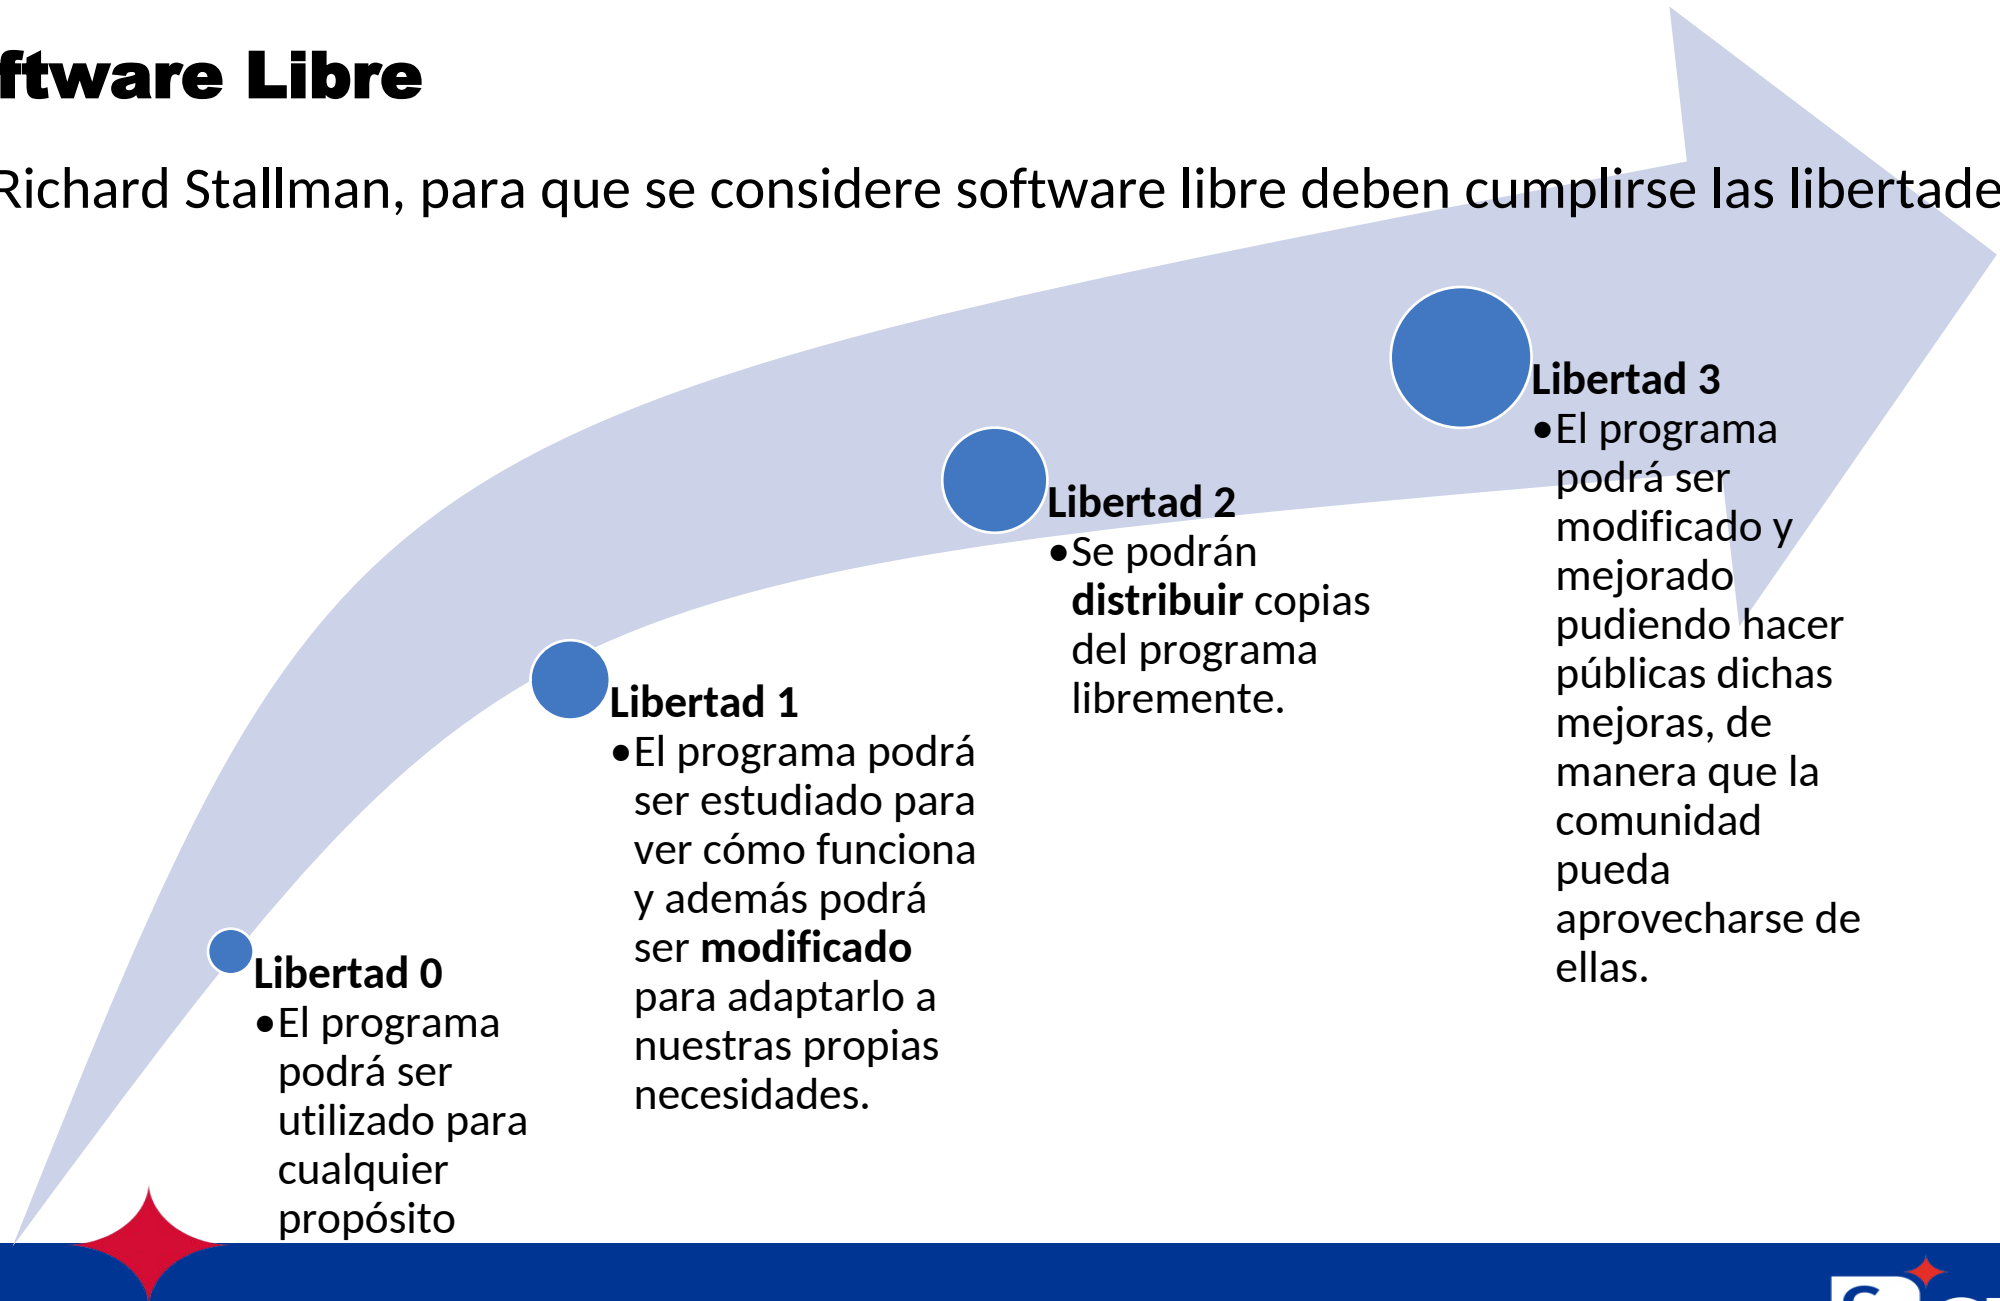 ftware Libre
Richard Stallman, para que se considere software libre deben cumplirse las libertade
Libertad 3
•El programa
podrá ser
modificado y
mejorado
pudiendo hacer
públicas dichas
mejoras, de
manera que la
comunidad
pueda
aprovecharse de
ellas.
Libertad 2
•Se podrán
distribuir copias
del programa
libremente.
Libertad 1
•El programa podrá
ser estudiado para
ver cómo funciona
y además podrá
ser modificado
para adaptarlo a
nuestras propias
necesidades.
Libertad 0
•El programa
podrá ser
utilizado para
cualquier
propósito